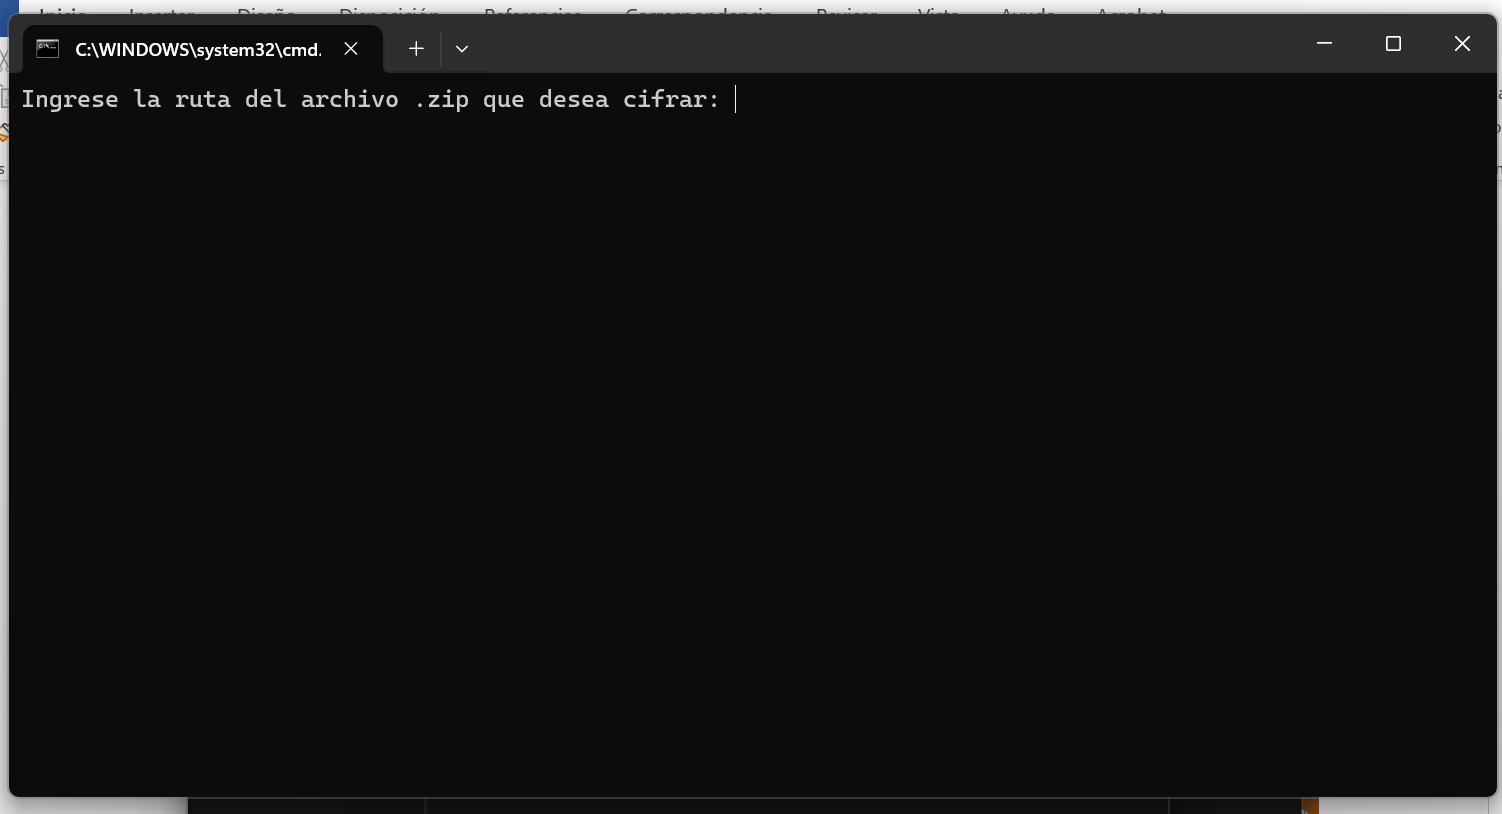 C:\WINDOWS\system32\cmd.
Ingrese la ruta del archivo .zip que desea cifrar: